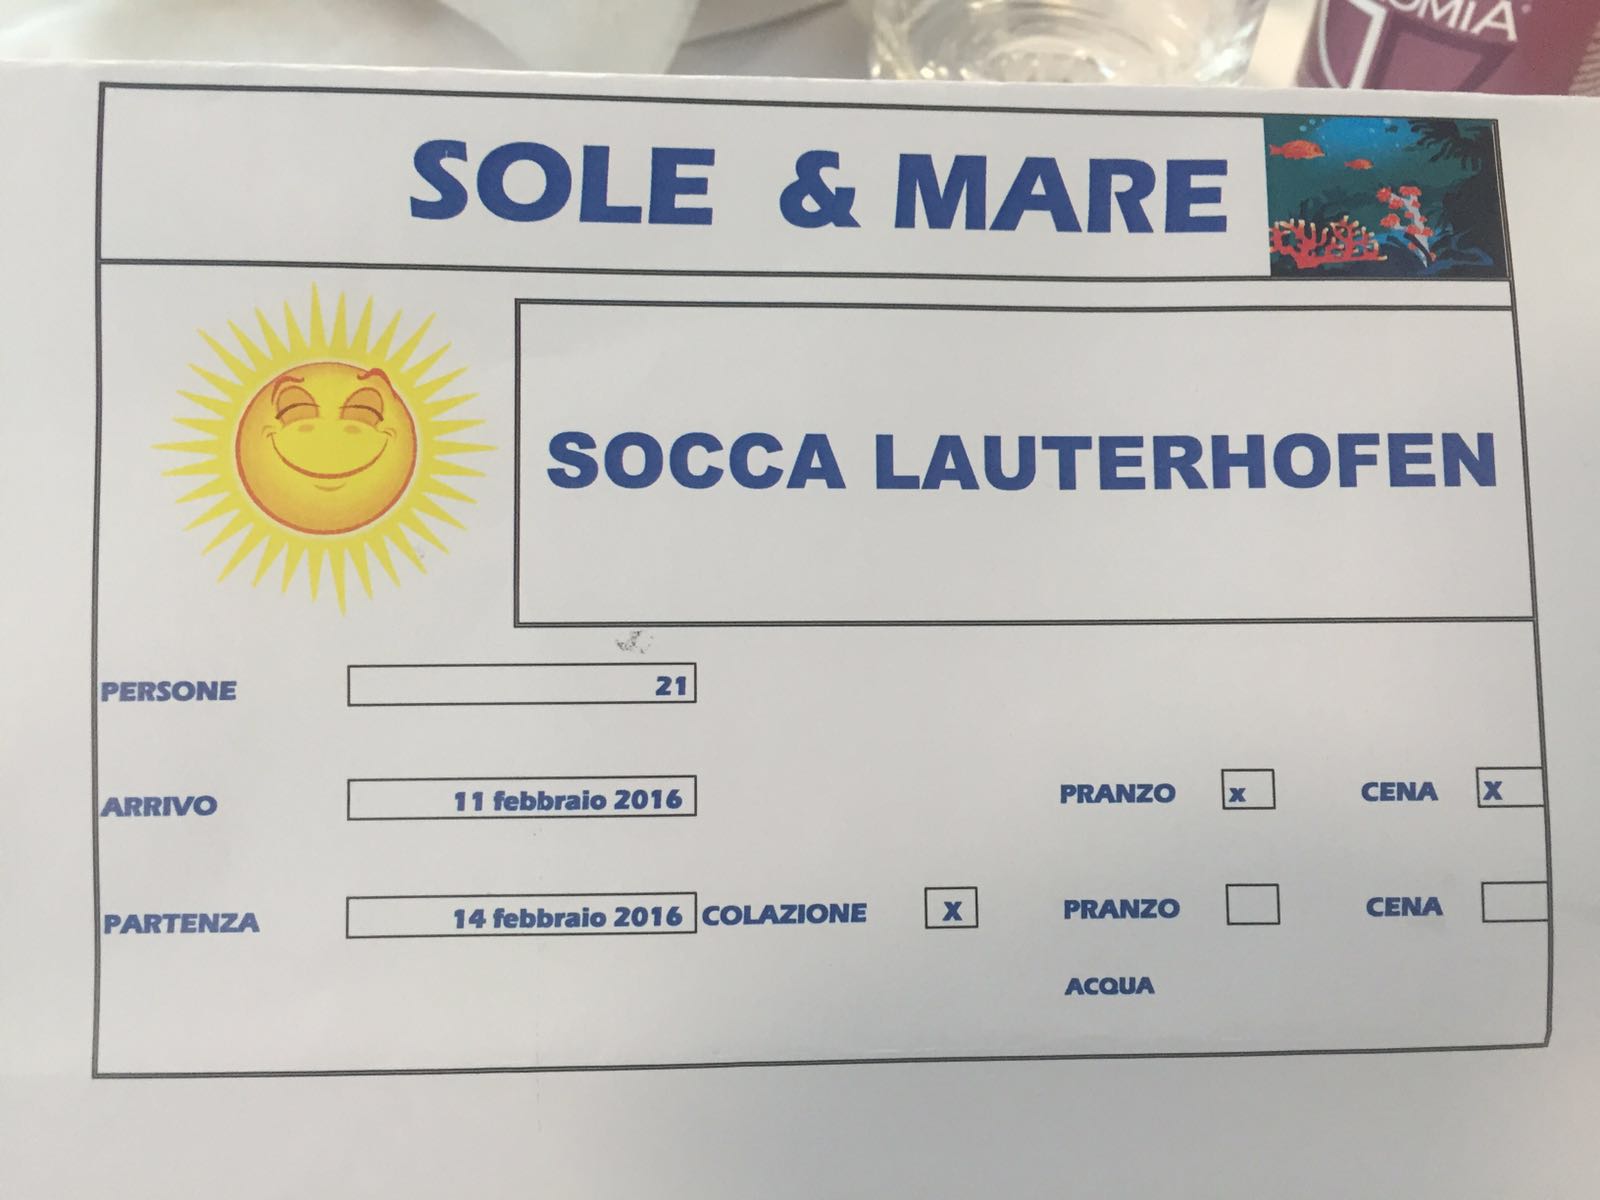 SOLE & MARE
SOCCA LAUTERHOFEN
PERSONE 21
ARRIVO 11 febbraio 2016 PRANZO x CENA X
PARTENZA 14 febbraio 2016 COLAZIONE X PRANZO CENA
ACQUA